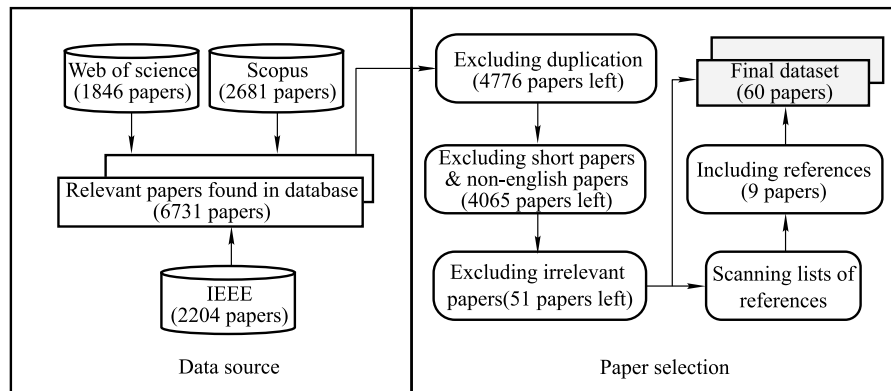 Web of science
(1846 papers)
Scopus
(2681 papers)
Relevant papers found in database
(6731 papers)
IEEE
(2204 papers)
Data source
Excluding duplication
(4776 papers left)
Excluding short papers
& non-english papers
(4065 papers left)
Excluding irrelevant
papers(51 papers left)
Scanning lists of
references
Including references
(9 papers)
Final dataset
(60 papers)
Paper selection